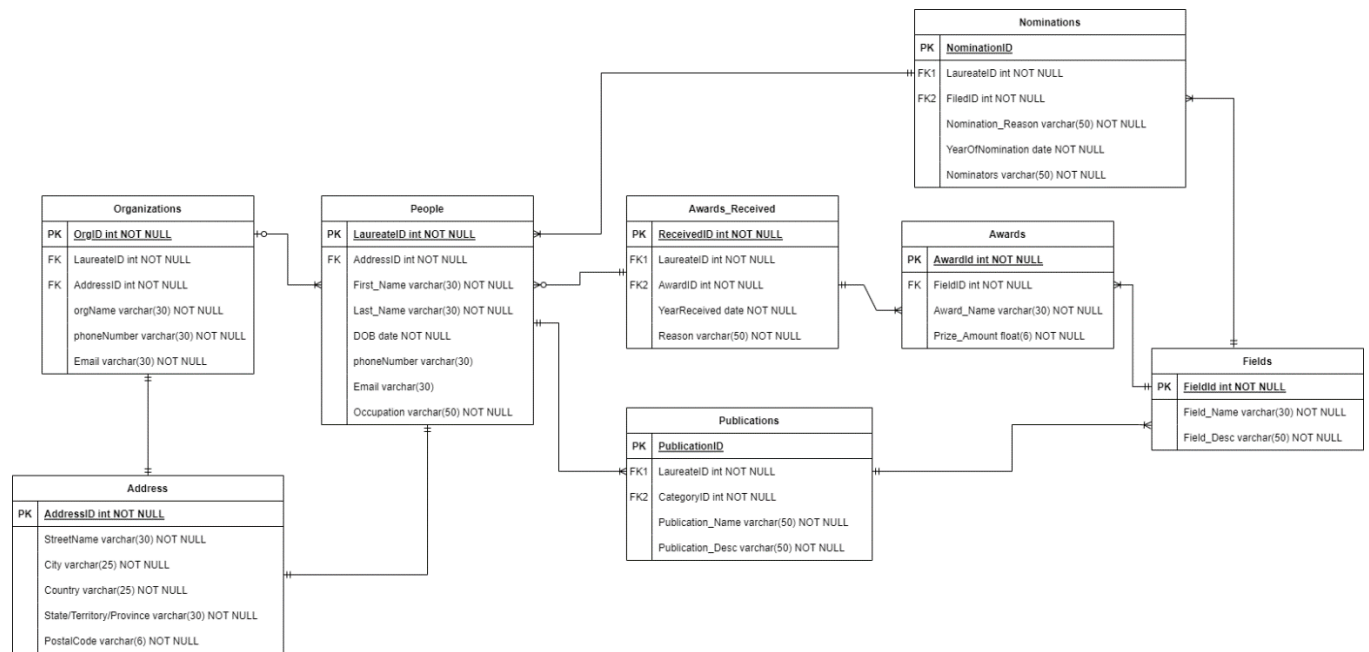 Nominations
PK NominationID
FK1 LaureateID int NOT NULL
FK2 FiledID int NOT NULL
Nomination_Reason varchar(50) NOT NULL
YearOfNomination date NOT NULL
Nominators varchar(50) NOT NULL
Organizations
PK OrgID int NOT NULL
FK LaureateID int NOT NULL
FK AddressID int NOT NULL
orgName varchar(30) NOT NULL
phoneNumber varchar(30) NOT NULL
Email varchar(30) NOT NULL
People
PK LaureateID int NOT NULL
FK AddressID int NOT NULL
First_Name varchar(30) NOT NULL
Last_Name varchar(30) NOT NULL
DOB date NOT NULL
phoneNumber varchar(30)
Email varchar(30)
Occupation varchar(50) NOT NULL
Awards_Received
PK ReceivedID int NOT NULL
FK1 LaureateID int NOT NULL
FK2 AwardID int NOT NULL
YearReceived date NOT NULL
Reason varchar(50) NOT NULL
Awards
PK AwardId int NOT NULL
FK FieldID int NOT NULL
Award_Name varchar(30) NOT NULL
Prize_Amount float(6) NOT NULL
Fields
PK FieldId int NOT NULL
Field_Name varchar(30) NOT NULL
Field_Desc varchar(50) NOT NULL
Publications
PK PublicationID
FK1 LaureateID int NOT NULL
FK2 CategoryID int NOT NULL
Publication_Name varchar(50) NOT NULL
Publication_Desc varchar(50) NOT NULL
Address
PK AddressID int NOT NULL
StreetName varchar(30) NOT NULL
City varchar(25) NOT NULL
Country varchar(25) NOT NULL
State/Territory/Province varchar(30) NOT NULL
PostalCode varchar(6) NOT NULL